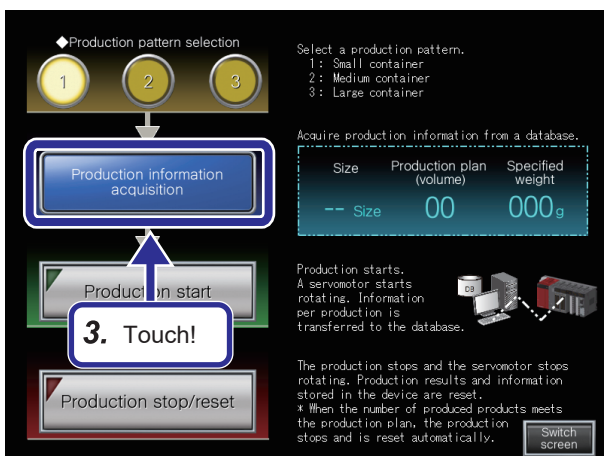 ◆Production pattern selection
1 2 3
Select a production pattern.
1: Small container
2: Medium container
3: Large container
Production information
acquisition
Acquire production information from a database.
Size Production plan Specified
(volume) weight
-- Size 00 000g
Production start
3. Touch!
Production starts.
A servomotor starts
rotating. Information
per production is
transferred to the database.
DB
Production stop/reset
The production stops and the servomotor stops
rotating. Production results and information
stored in the device are reset.
* When the number of produced products meets
the production plan, the production
stops and is reset automatically.
Switch
screen